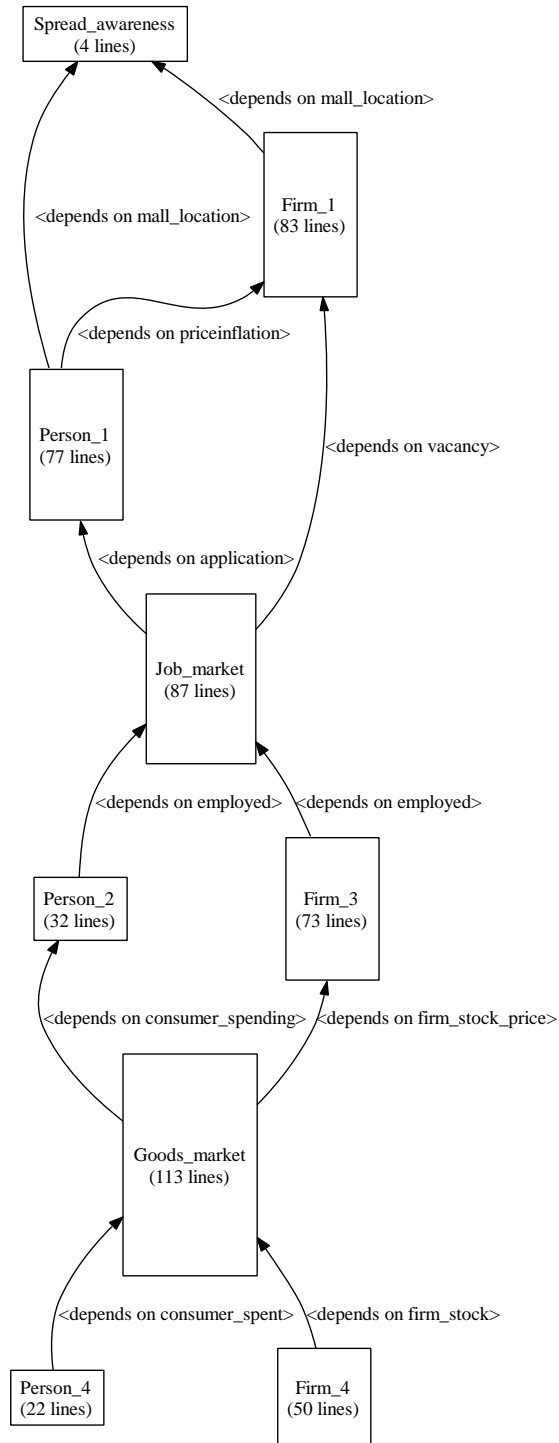 Spread_awareness
(4 lines)
<depends on mall_location>
Firm_1
(83 lines)
<depends on mall_location>
<depends on priceinflation>
Person_1
(77 lines)
<depends on vacancy>
<depends on application>
Job_market
(87 lines)
<depends on employed>
<depends on employed>
Person_2
(32 lines)
Firm_3
(73 lines)
<depends on consumer_spending>
<depends on firm_stock_price>
Goods_market
(113 lines)
<depends on consumer_spent>
<depends on firm_stock>
Person_4
(22 lines)
Firm_4
(50 lines)